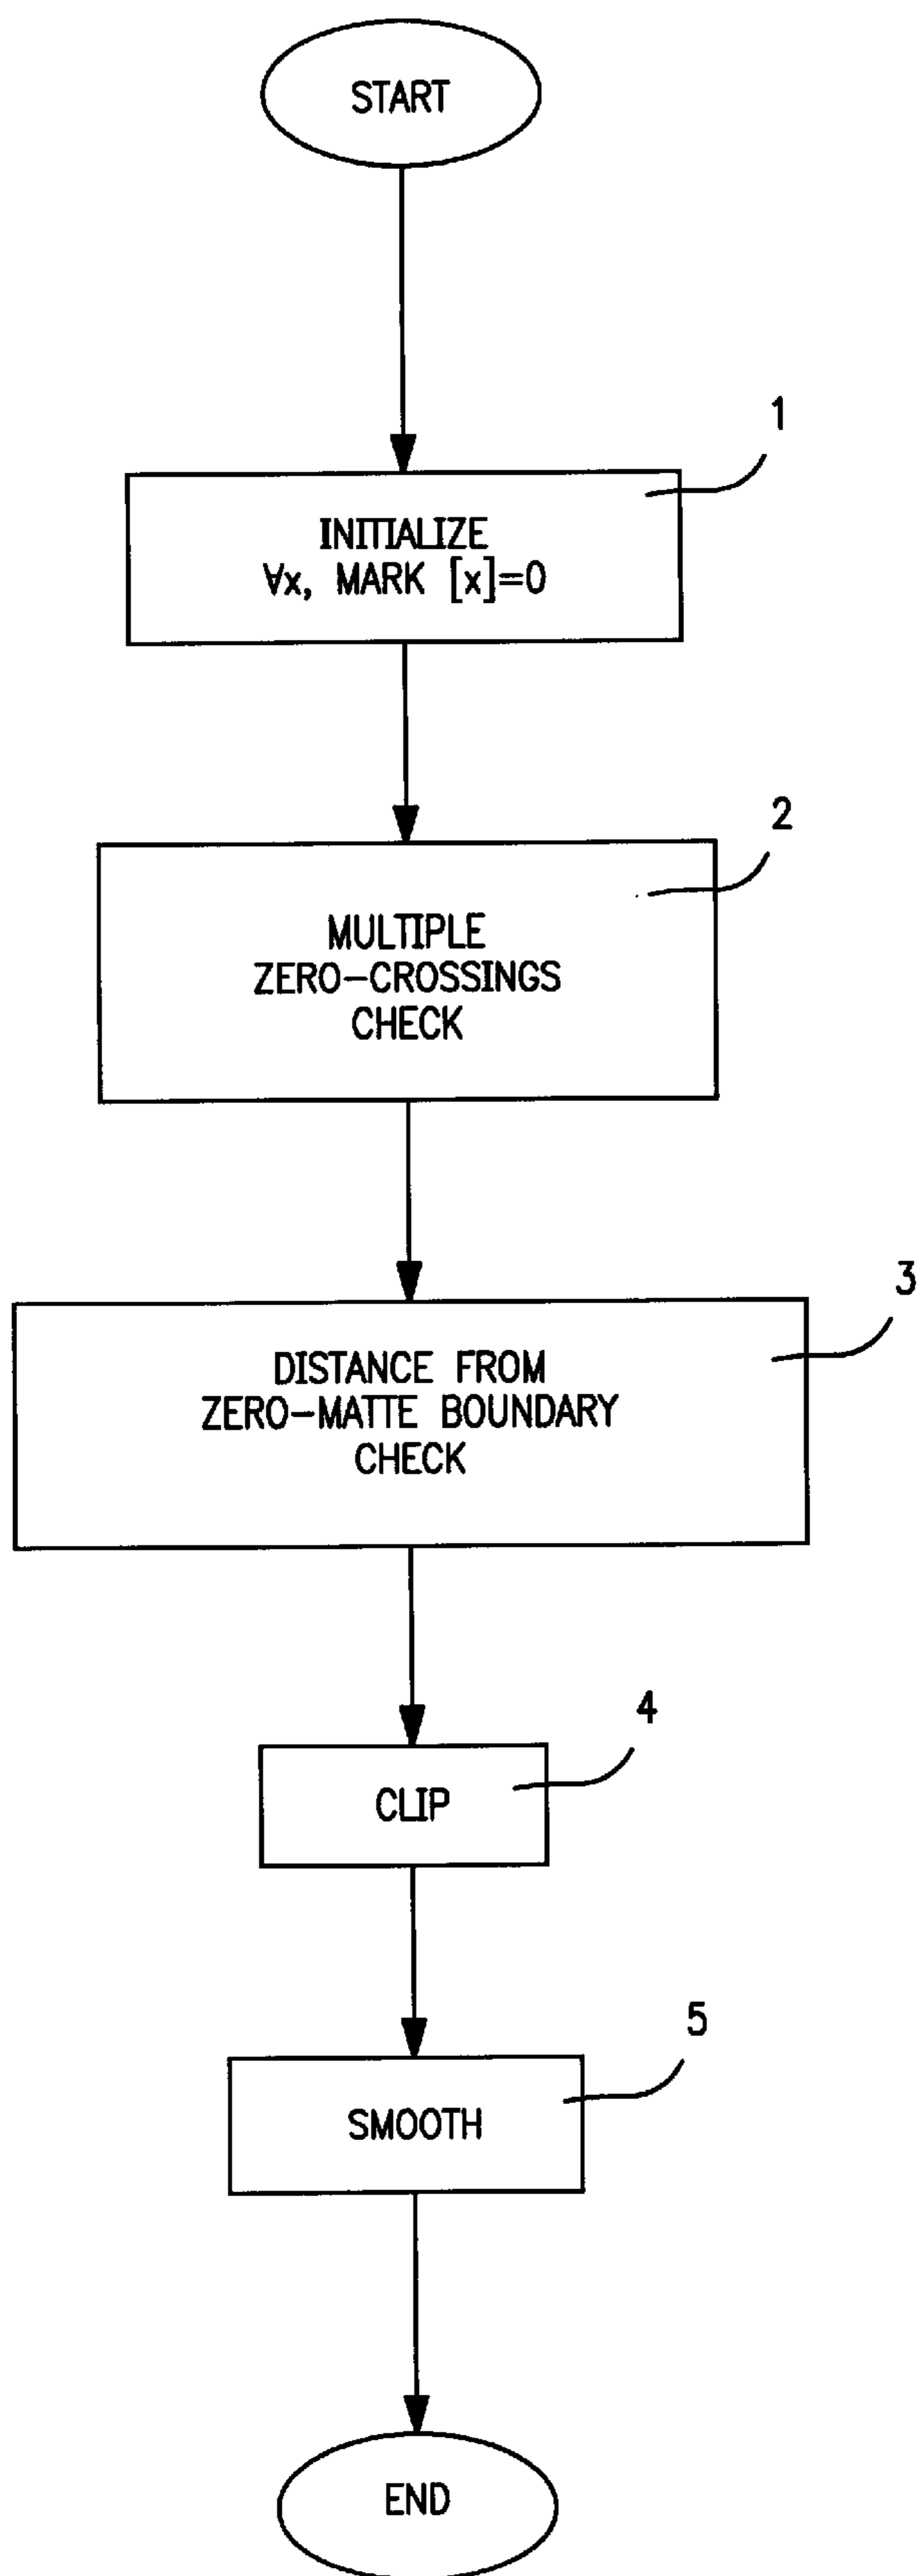 START
1
INITIALIZE
∀x, MARK [x]=0
2
MULTIPLE
ZERO-CROSSINGS
CHECK
3
DISTANCE FROM
ZERO-MATTE BOUNDARY
CHECK
4
CLIP
5
SMOOTH
END